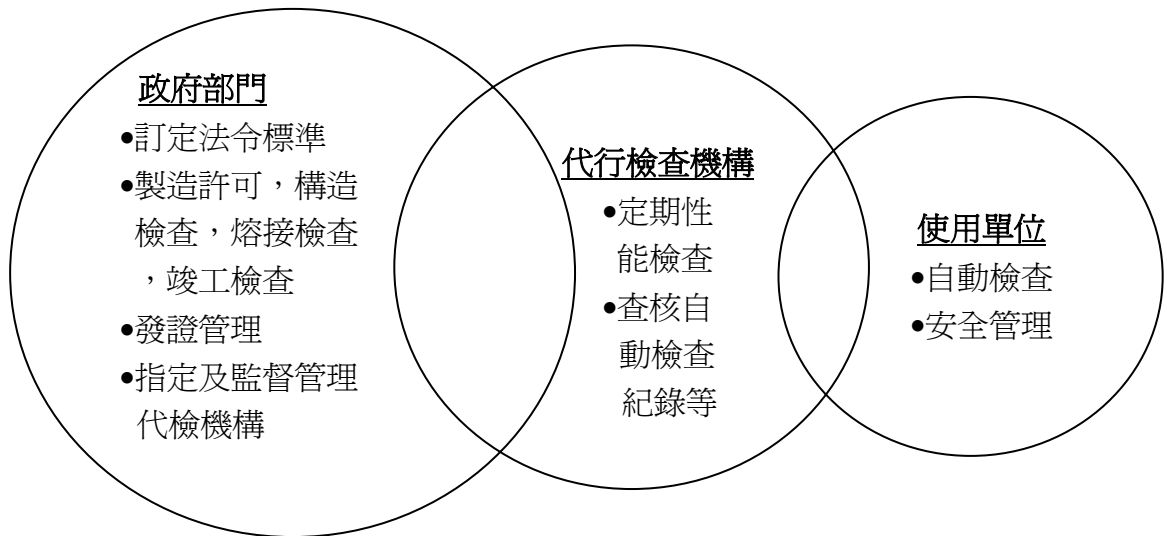 政府部門
●訂定法令標準
●製造許可，構造
檢查，熔接檢查
，竣工檢查
●發證管理
●指定及監督管理
代檢機構
代行檢查機構
●定期性
能檢查
●查核自
動檢查
紀錄等
使用單位
●自動檢查
●安全管理